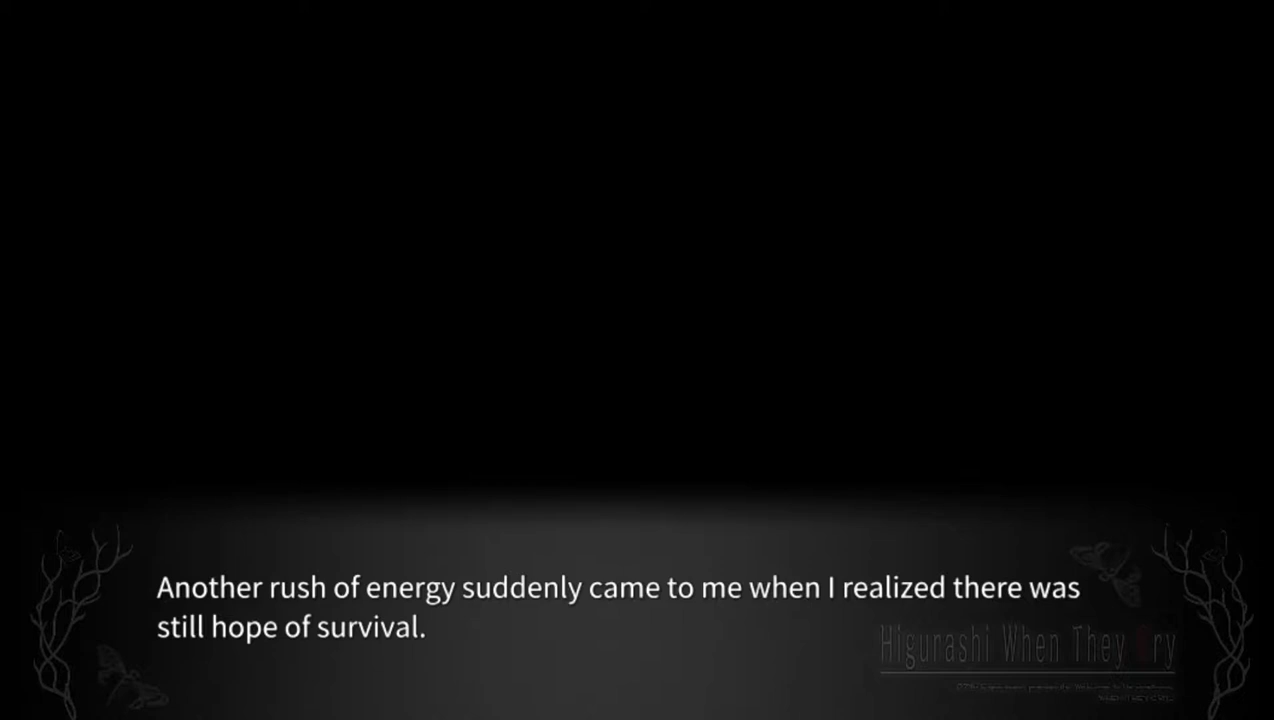 Another rush of energy suddenly came to me when I realized there was
still hope of survival.
Higurashi When They Cry